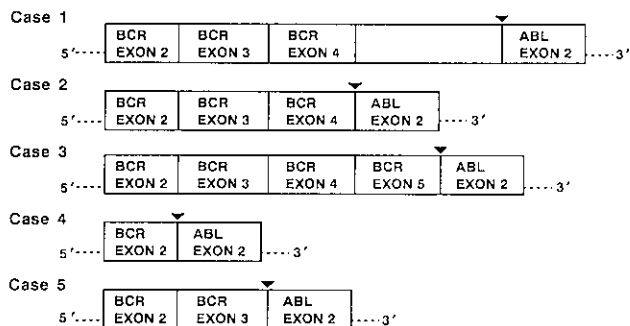 Case 1
BCR BCR BCR ABL
5' EXON 2 EXON 3 EXON 4 EXON 2 3'
Case 2
BCR BCR BCR ABL
5' EXON 2 EXON 3 EXON 4 EXON 2 3'
Case 3
BCR BCR BCR BCR ABL
5' EXON 2 EXON 3 EXON 4 EXON 5 EXON 2 3'
Case 4
BCR ABL
5' EXON 2 EXON 2 3'
Case 5
BCR BCR ABL
5' EXON 2 EXON 3 EXON 2 3'